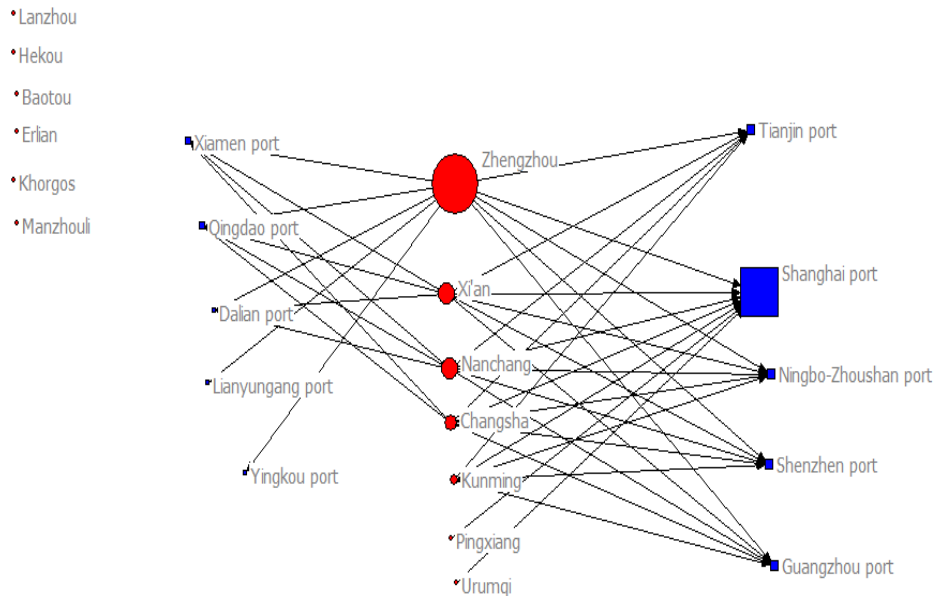 Lanzhou
Hekou
Baotou
Erlian
Khorgos
Manzhouli
Xiamen port
Qingdao port
Dalian port
Lianyungang port
Yingkou port
Zhengzhou
Xi'an
Nanchang
Changsha
Kunming
Pingxiang
Urumqi
Tianjin port
Shanghai port
Ningbo-Zhoushan port
Shenzhen port
Guangzhou port